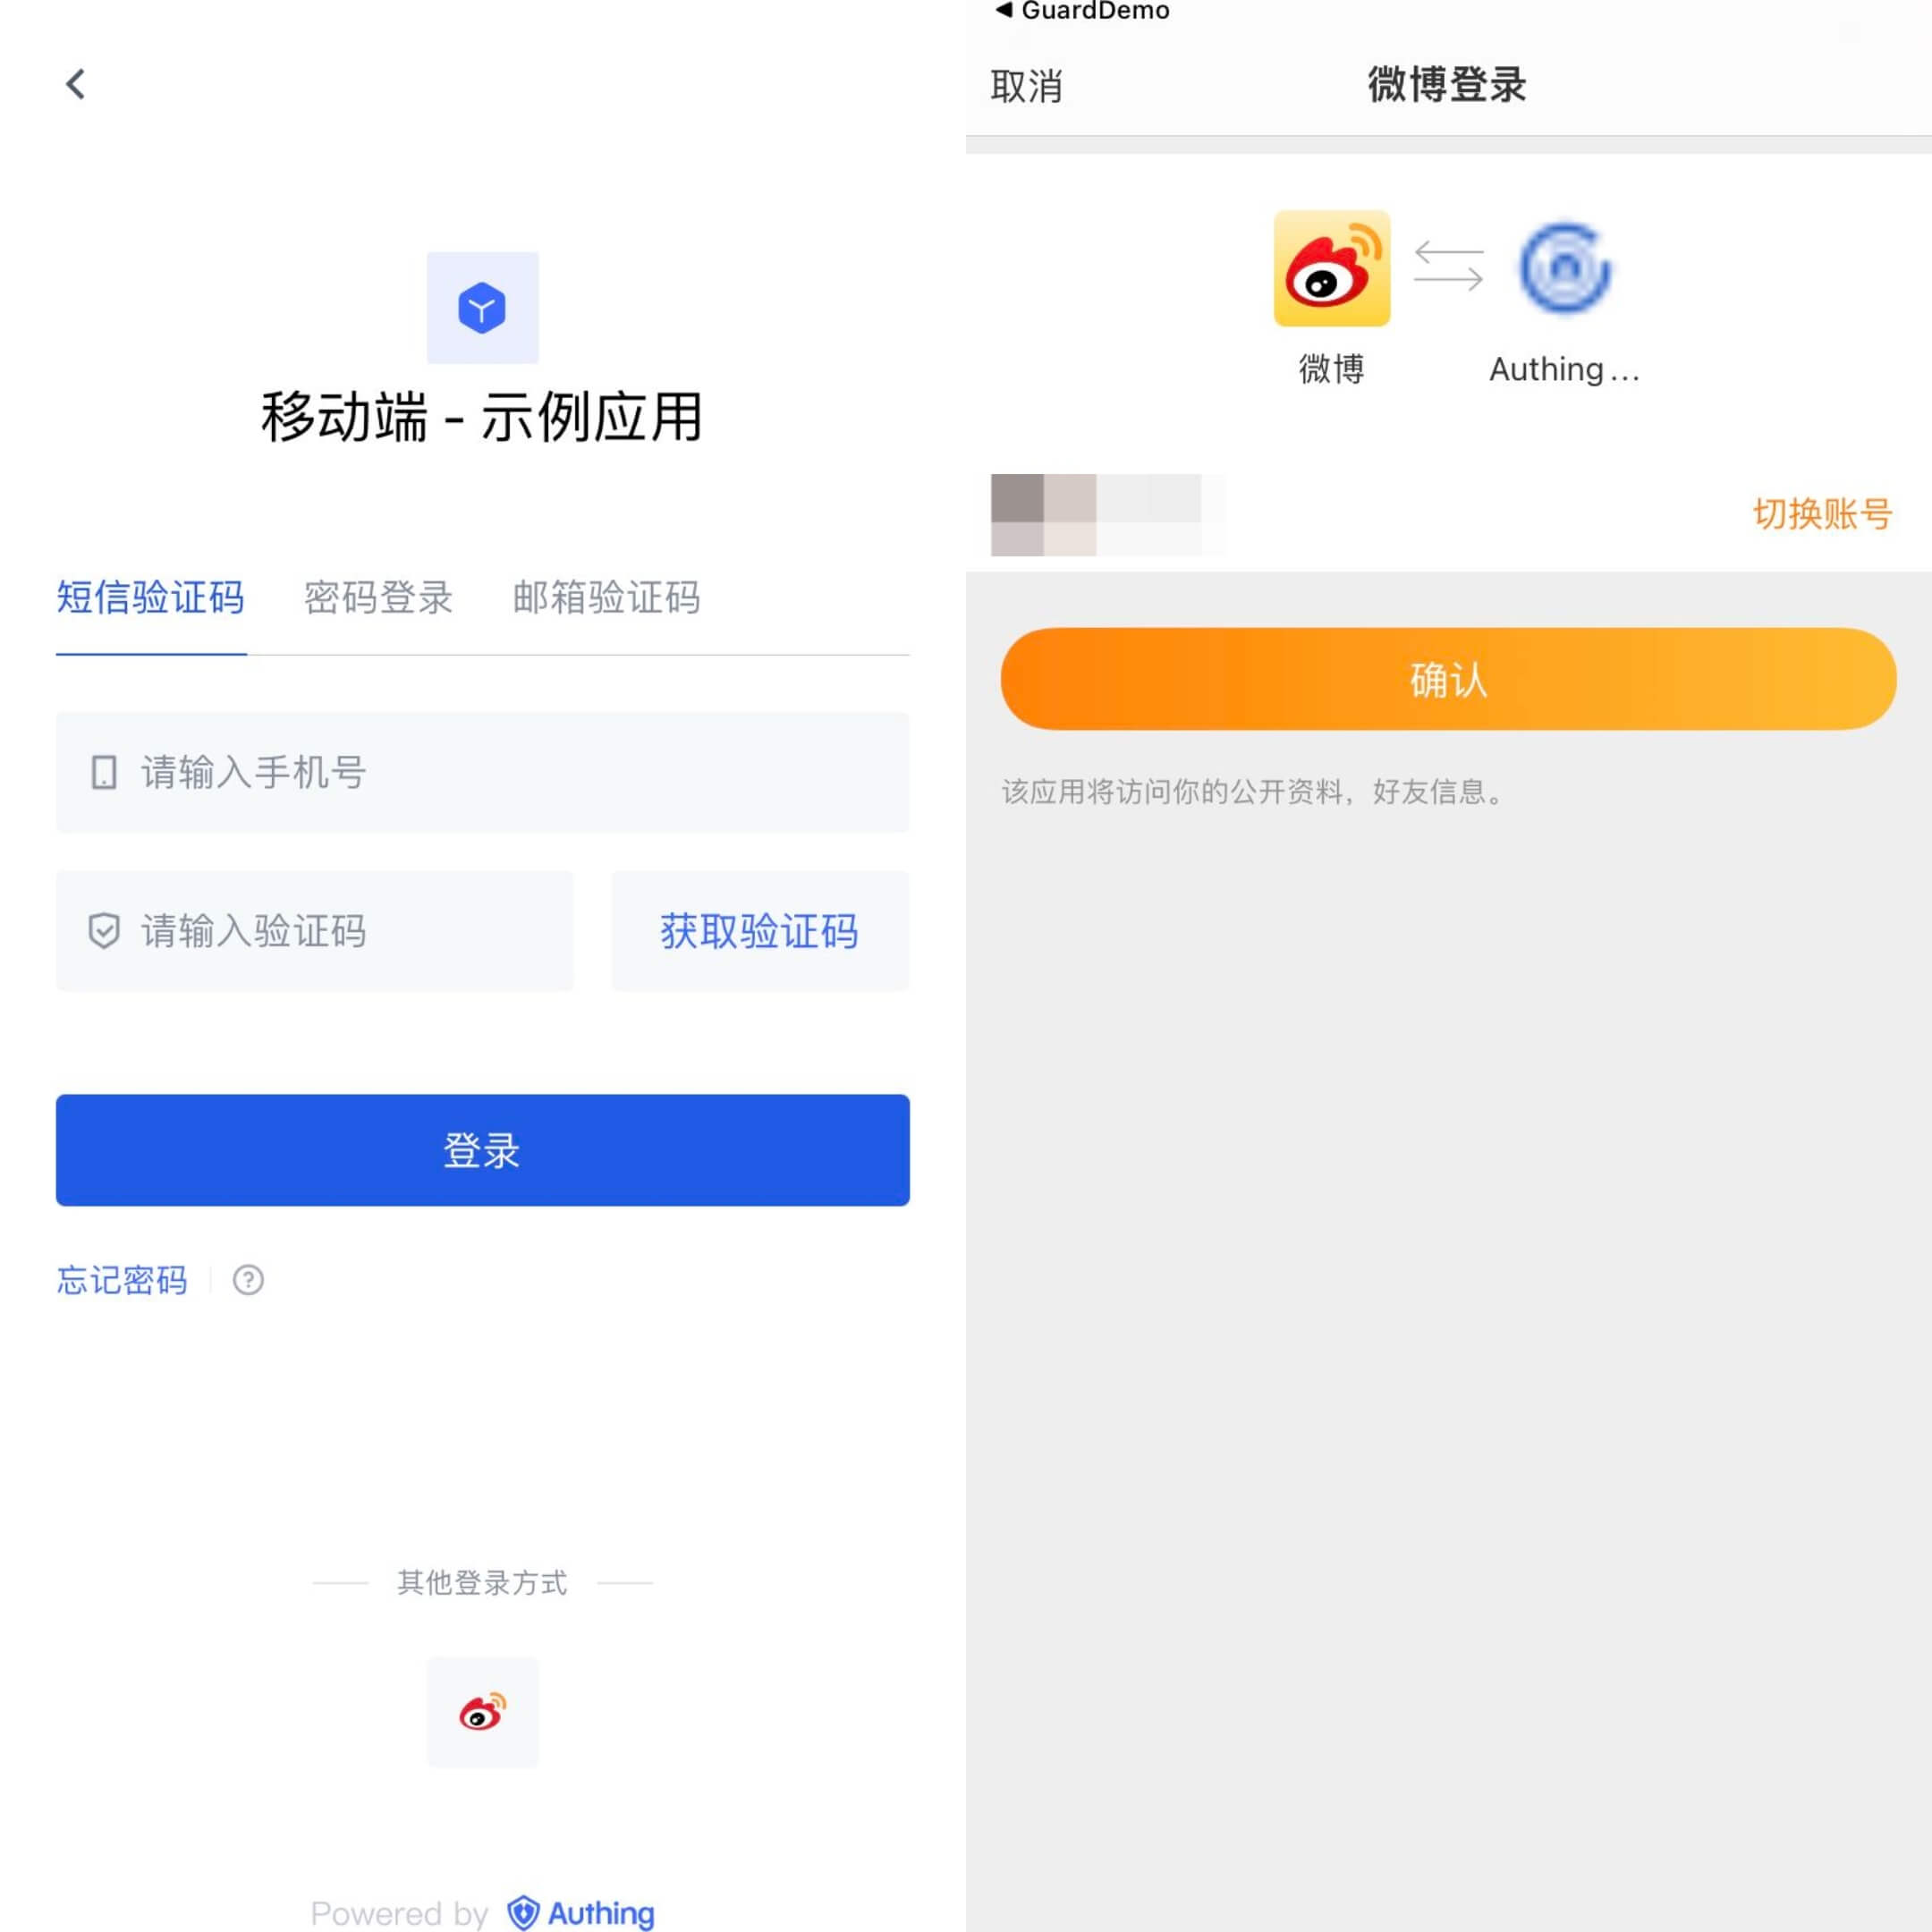 移动端 - 示例应用
短信验证码 密码登录 邮箱验证码
请输入手机号
请输入验证码 获取验证码
登录
忘记密码
其他登录方式
Powered by Authing
GuardDemo
取消 微博登录
微博 Authing...
切换账号
确认
该应用将访问你的公开资料，好友信息。